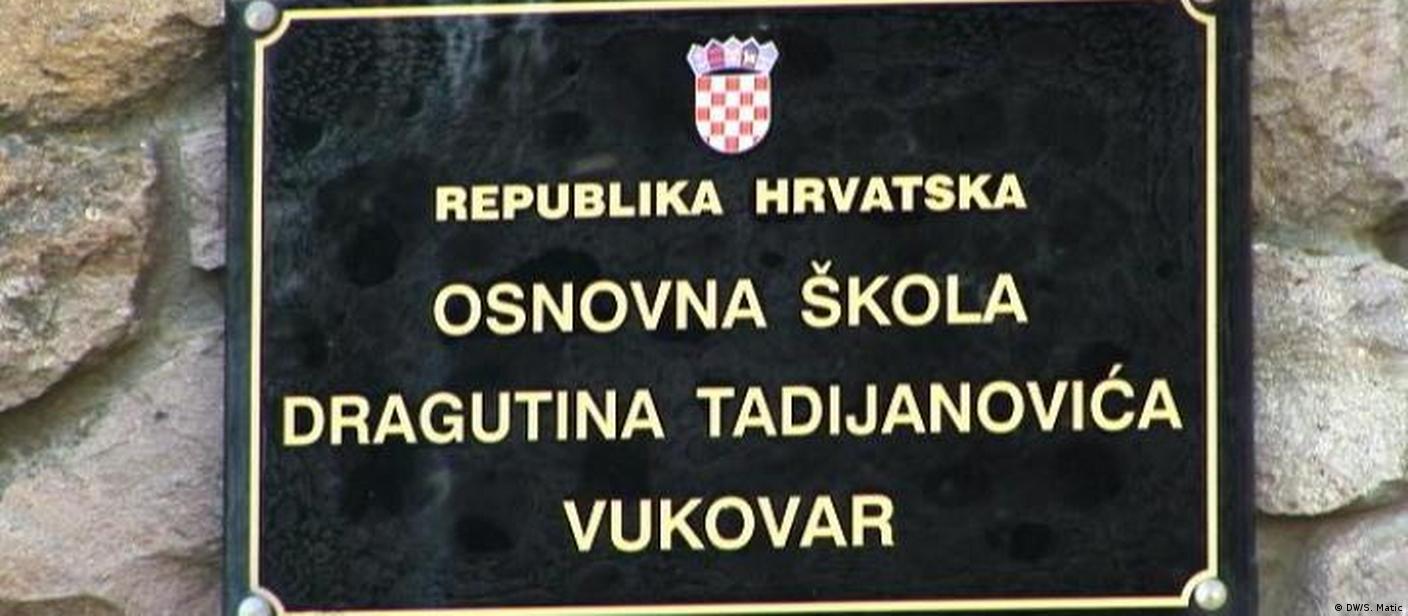 REPUBLIKA HRVATSKA
OSNOVNA ŠKOLA
DRAGUTINA TADIJANOVIĆA
VUKOVAR
© DW/S. Matic